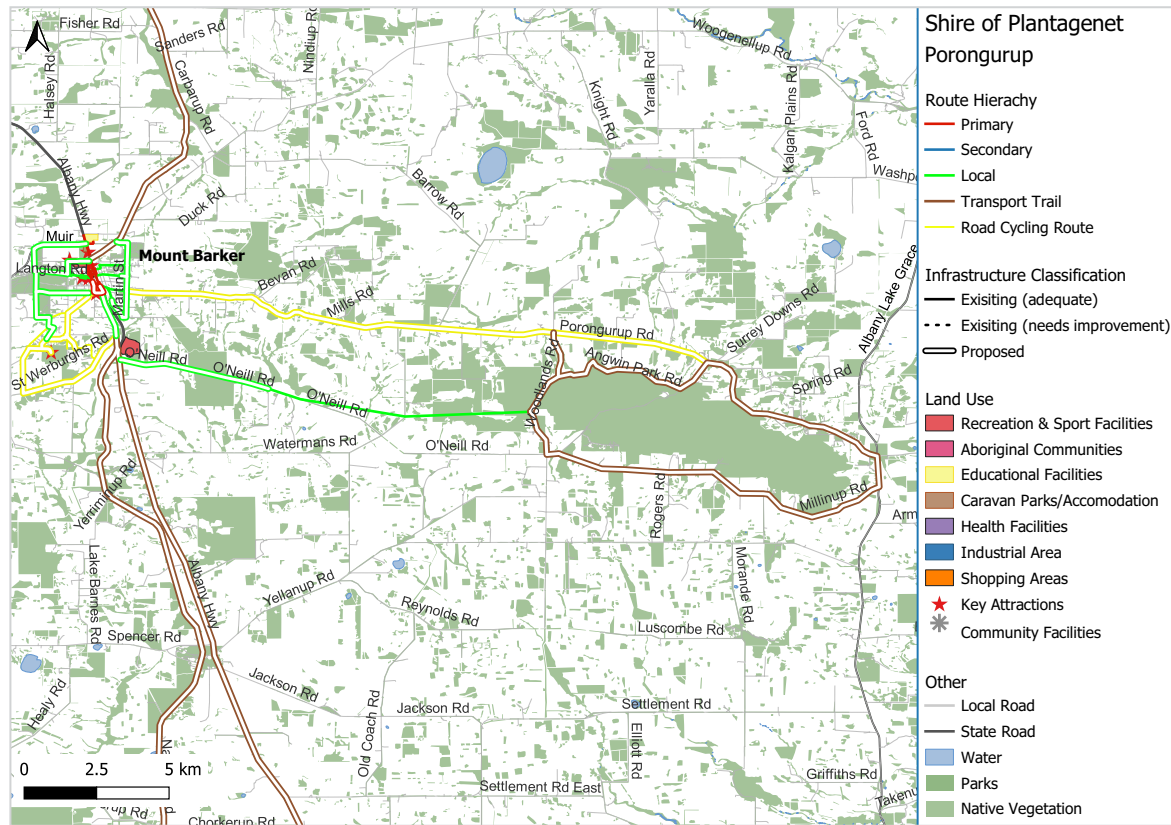 Fisher Rd
Sanders Rd
Nindiup Rd
Woogenellup Rd
Halsey Rd
Carbarup Rd
Knight Rd
Yaralla Rd
Kalgan Plains Rd
Ford Rd
Albany Hwy
Barrow Rd
Duck Rd
Muir
Mount Barker
Langton Rd
Martin St
Bevan Rd
Mills Rd
Albany Lake Grace
Surrey Downs Rd
Porongurup Rd
Woodlands Rd
Angwin Park Rd
Spring Rd
St Werburghs Rd
O'Neill Rd
O'Neill Rd
O'Neill Rd
Watermans Rd
O'Neill Rd
Yerriminup Rd
Rogers Rd
Millinup Rd
Lake Barnes Rd
Albany Hwy
Yellanup Rd
Morande Rd
Reynolds Rd
Spencer Rd
Luscombe Rd
Healy Rd
Jackson Rd
Old Coach Rd
Jackson Rd
Settlement Rd
Elliott Rd
Griffiths Rd
Settlement Rd East
Chorkerup Rd
0 2.5 5 km
Shire of Plantagenet
Porongurup
Route Hierachy
Primary
Secondary
Local
Transport Trail
Road Cycling Route
Infrastructure Classification
Exisiting (adequate)
Exisiting (needs improvement)
Proposed
Land Use
Recreation & Sport Facilities
Aboriginal Communities
Educational Facilities
Caravan Parks/Accomodation
Health Facilities
Industrial Area
Shopping Areas
Key Attractions
Community Facilities
Other
Local Road
State Road
Water
Parks
Native Vegetation